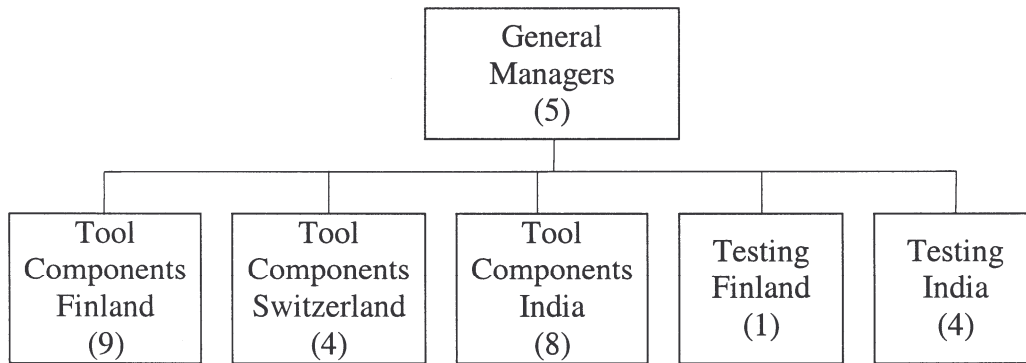 General
Managers
(5)
Tool
Components
Finland
(9)
Tool
Components
Switzerland
(4)
Tool
Components
India
(8)
Testing
Finland
(1)
Testing
India
(4)